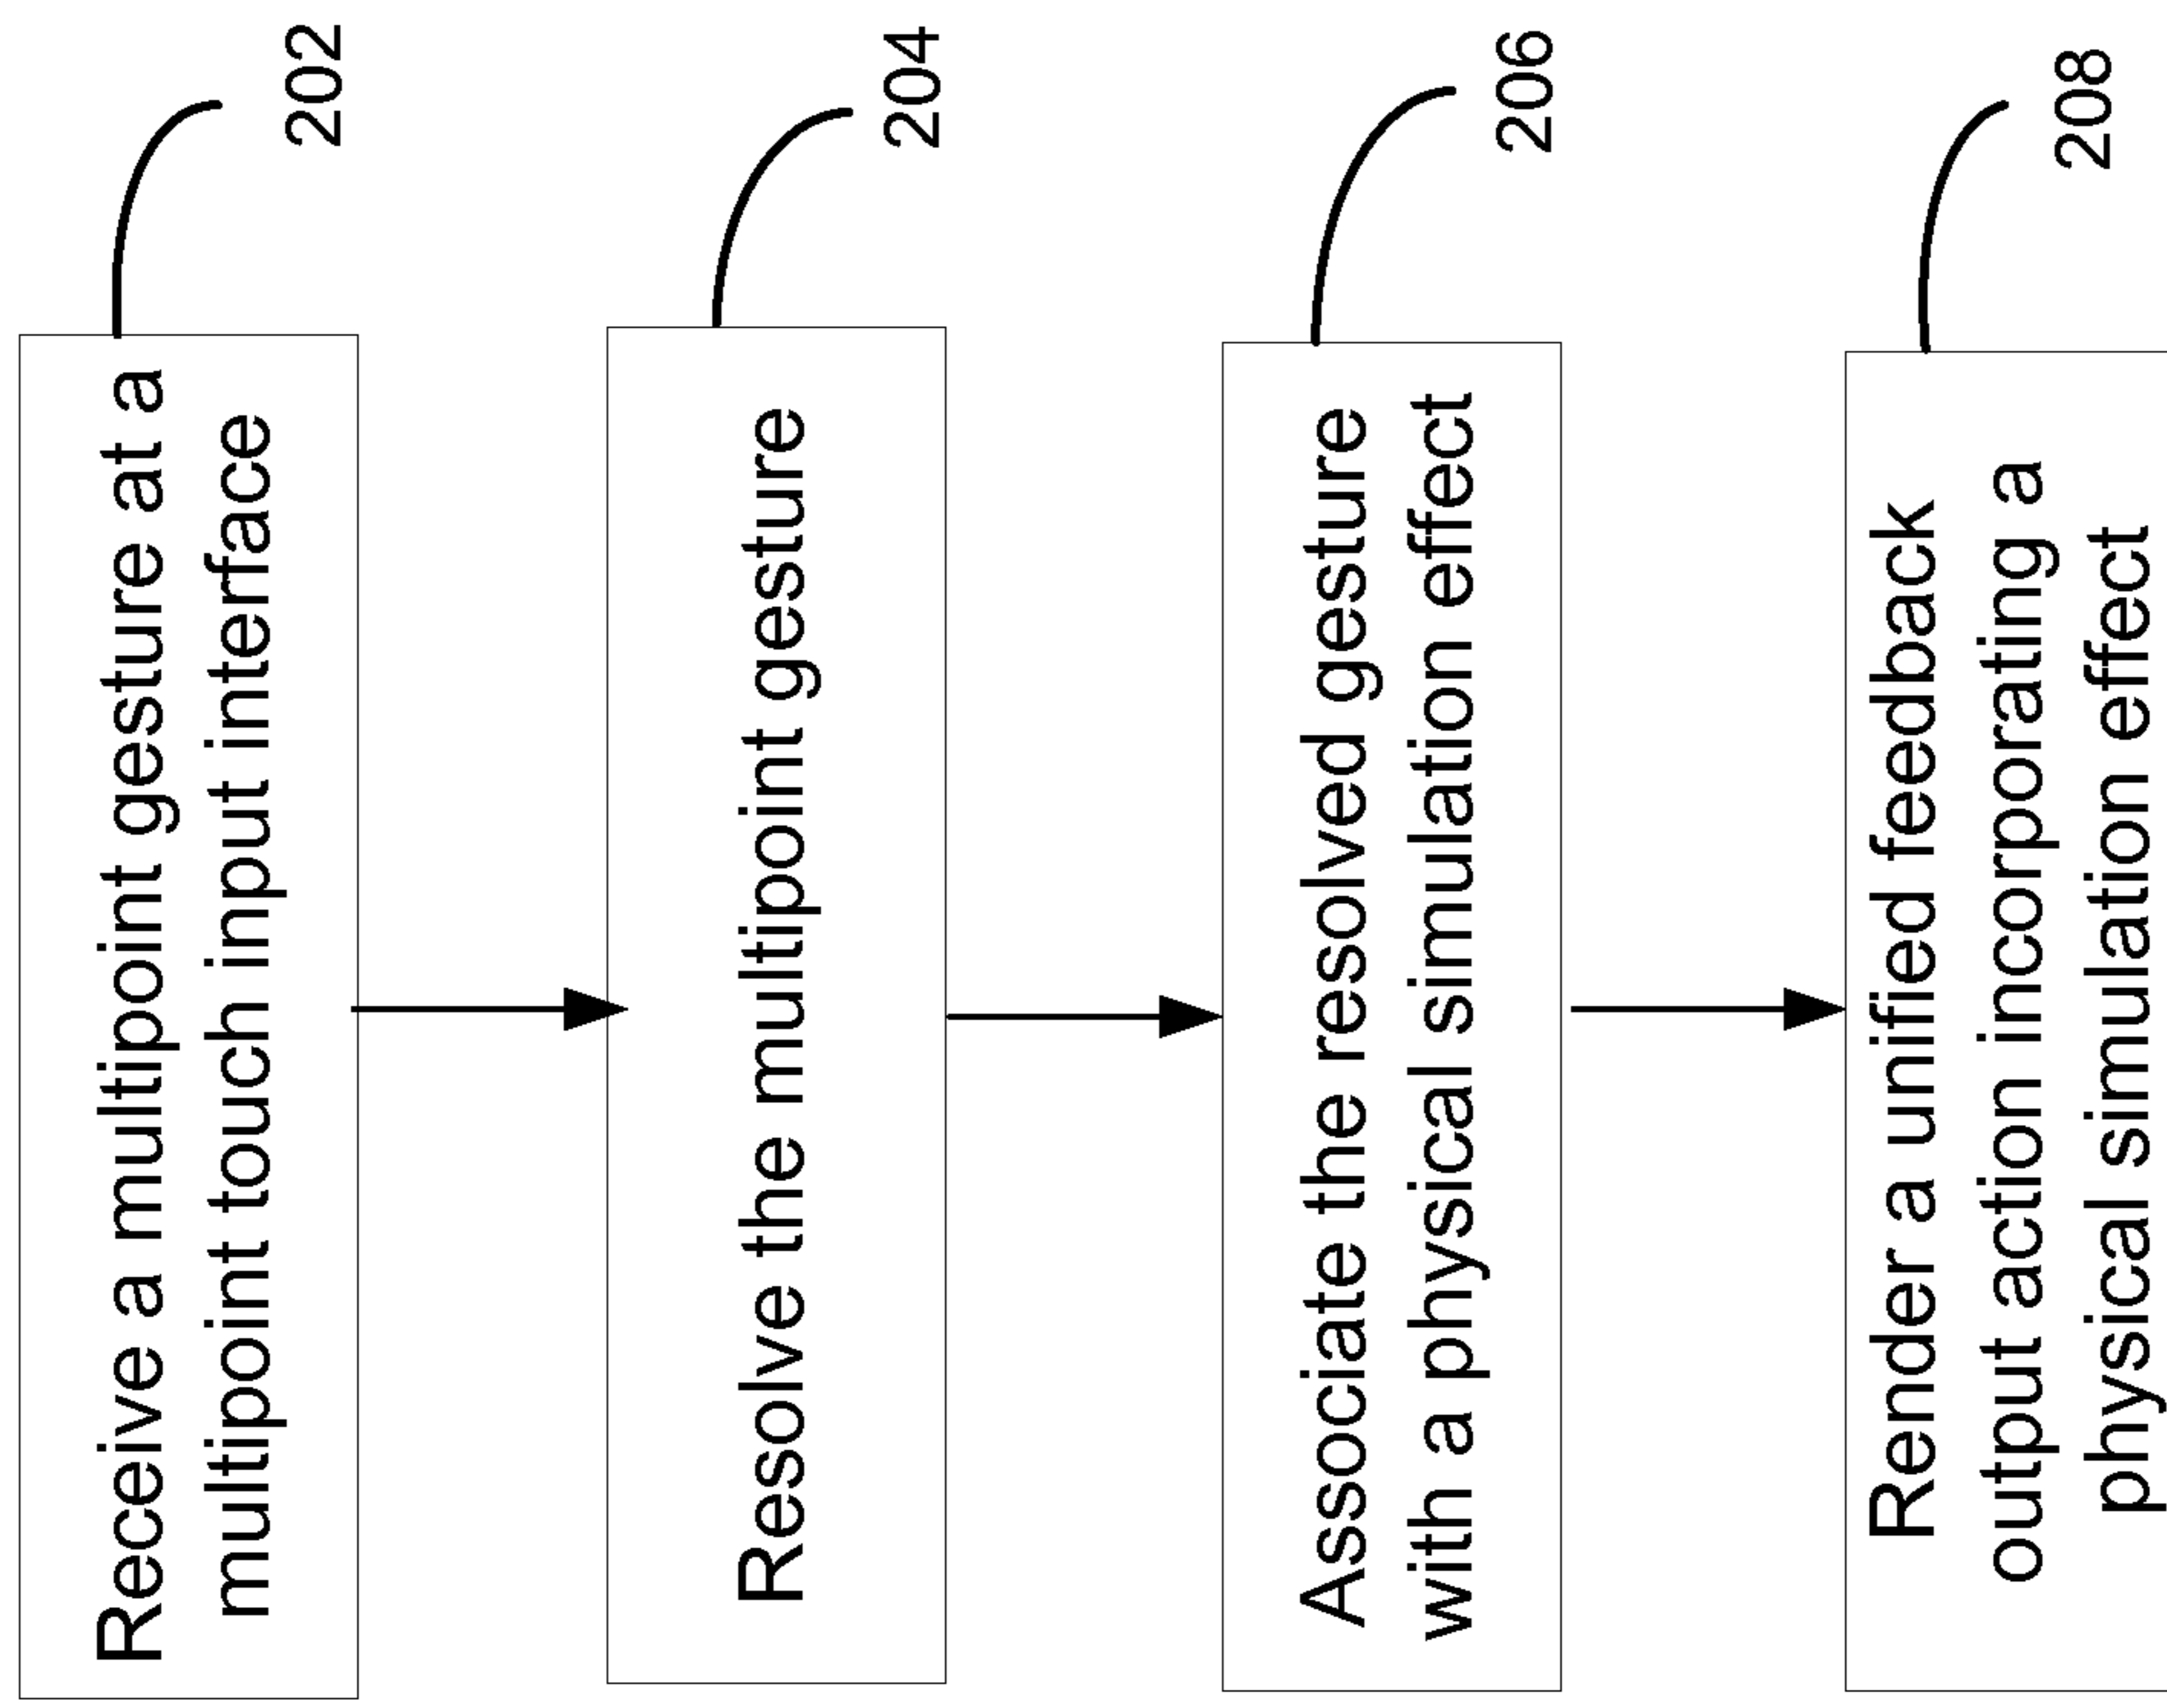 Receive a multipoint gesture at a
multipoint touch input interface
202
Resolve the multipoint gesture
204
Associate the resolved gesture
with a physical simulation effect
206
Render a unified feedback
output action incorporating a
physical simulation effect
208